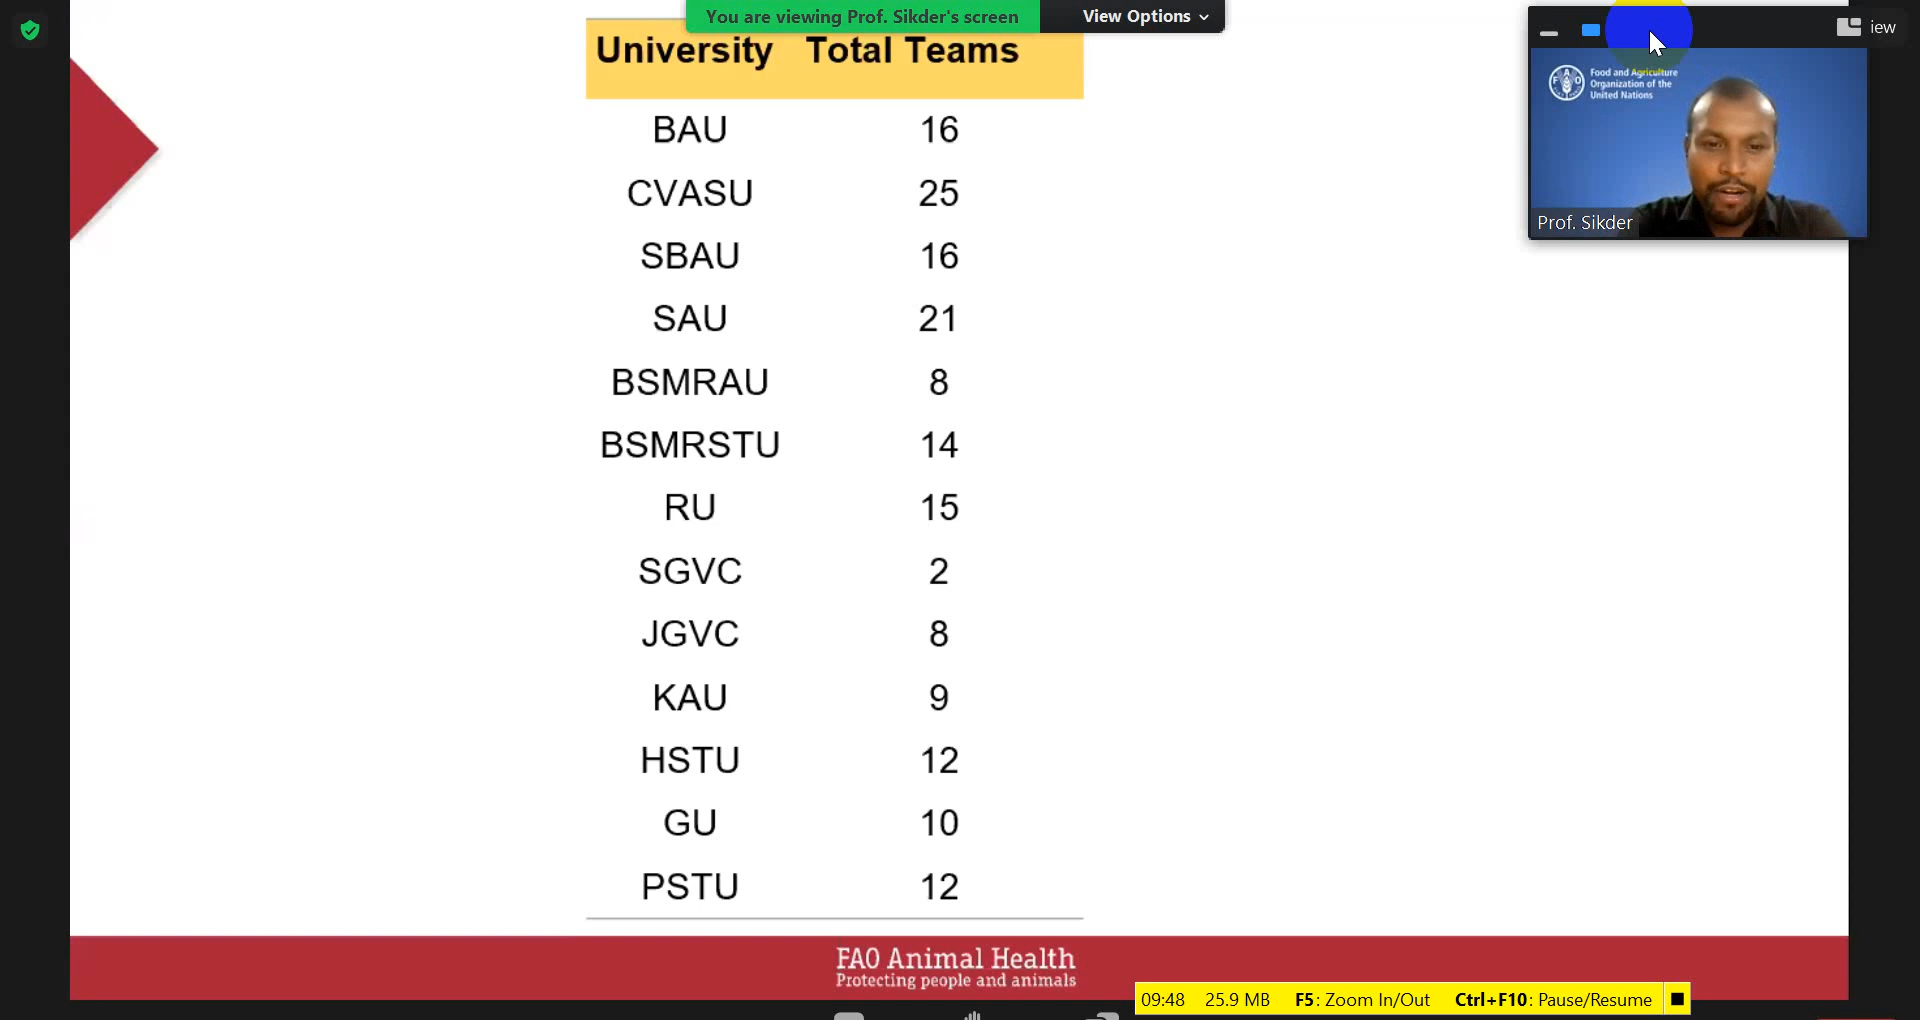 You are viewing Prof. Sikder's screen
View Options
iew
University Total Teams
BAU 16
CVASU 25
SBAU 16
SAU 21
BSMRAU 8
BSMRSTU 14
RU 15
SGVC 2
JGVC 8
KAU 9
HSTU 12
GU 10
PSTU 12
FAO
Food and Agriculture
Organization of the
United Nations
Prof. Sikder
FAO Animal Health
Protecting people and animals
09:48 25.9 MB F5: Zoom In/Out Ctrl+F10: Pause/Resume